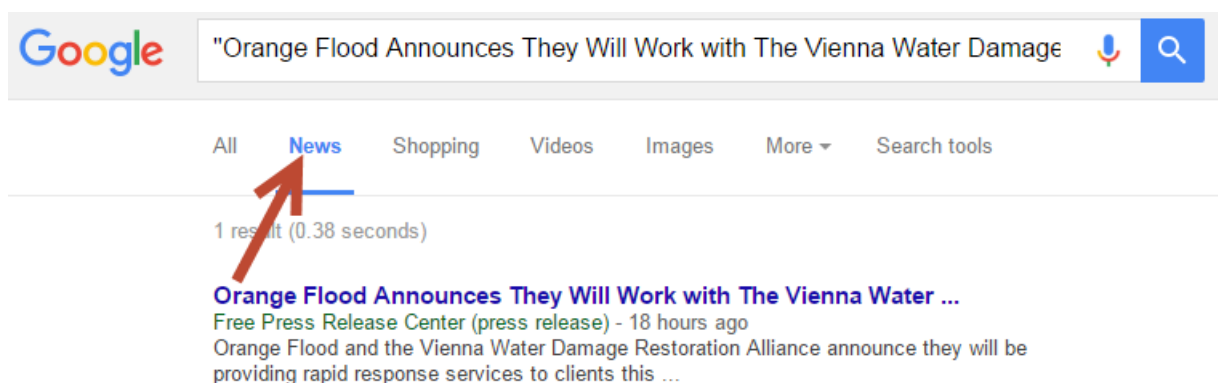 Google "Orange Flood Announces They Will Work with The Vienna Water Damage
All News Shopping Videos Images More Search tools
1 result (0.38 seconds)
Orange Flood Announces They Will Work with The Vienna Water ...
Free Press Release Center (press release) - 18 hours ago
Orange Flood and the Vienna Water Damage Restoration Alliance announce they will be
providing rapid response services to clients this ...